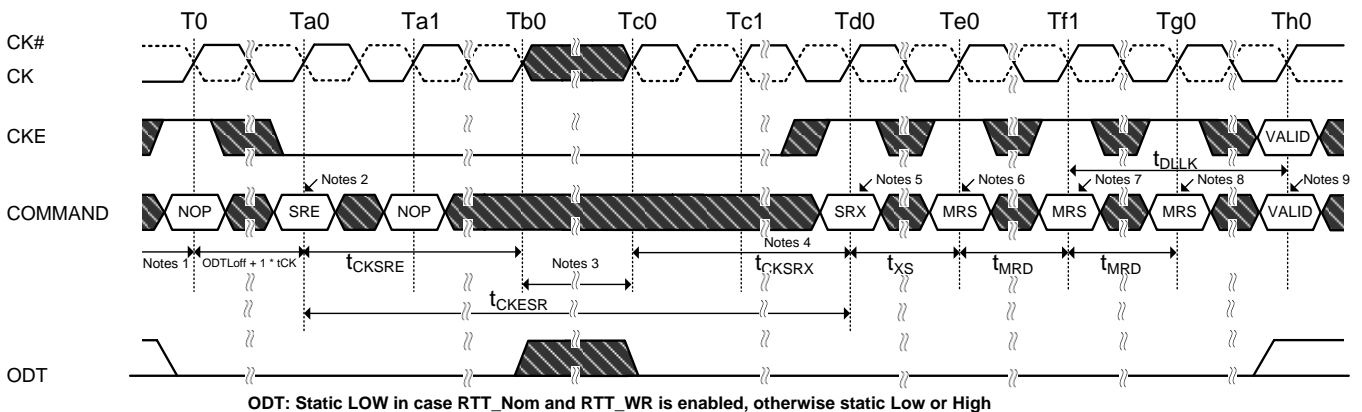 T0 Ta0 Ta1 Tb0 Tc0 Tc1 Td0 Te0 Tf1 Tg0 Th0
CK#
CK
CKE
VALID
tDLLK
Notes 2
Notes 5
Notes 6
Notes 7
Notes 8
Notes 9
COMMAND
NOP SRE NOP SRX MRS MRS MRS VALID
Notes 1
ODTLoff + 1 * tCK
tCKSRE
Notes 3
Notes 4
tCKSRX
tXS
tMRD
tMRD
tCKESR
ODT
ODT: Static LOW in case RTT_Nom and RTT_WR is enabled, otherwise static Low or High